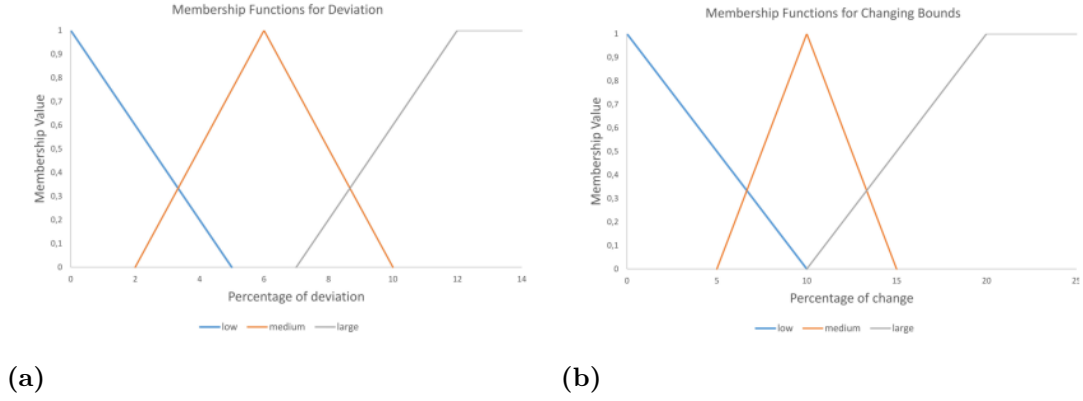 Membership Functions for Deviation
Membership Value
1
0,9
0,8
0,7
0,6
0,5
0,4
0,3
0,2
0,1
0
0 2 4 6 8 10 12 14
Percentage of deviation
low medium large
(a)
Membership Functions for Changing Bounds
Membership Value
1
0,9
0,8
0,7
0,6
0,5
0,4
0,3
0,2
0,1
0
0 5 10 15 20 25
Percentage of change
low medium large
(b)